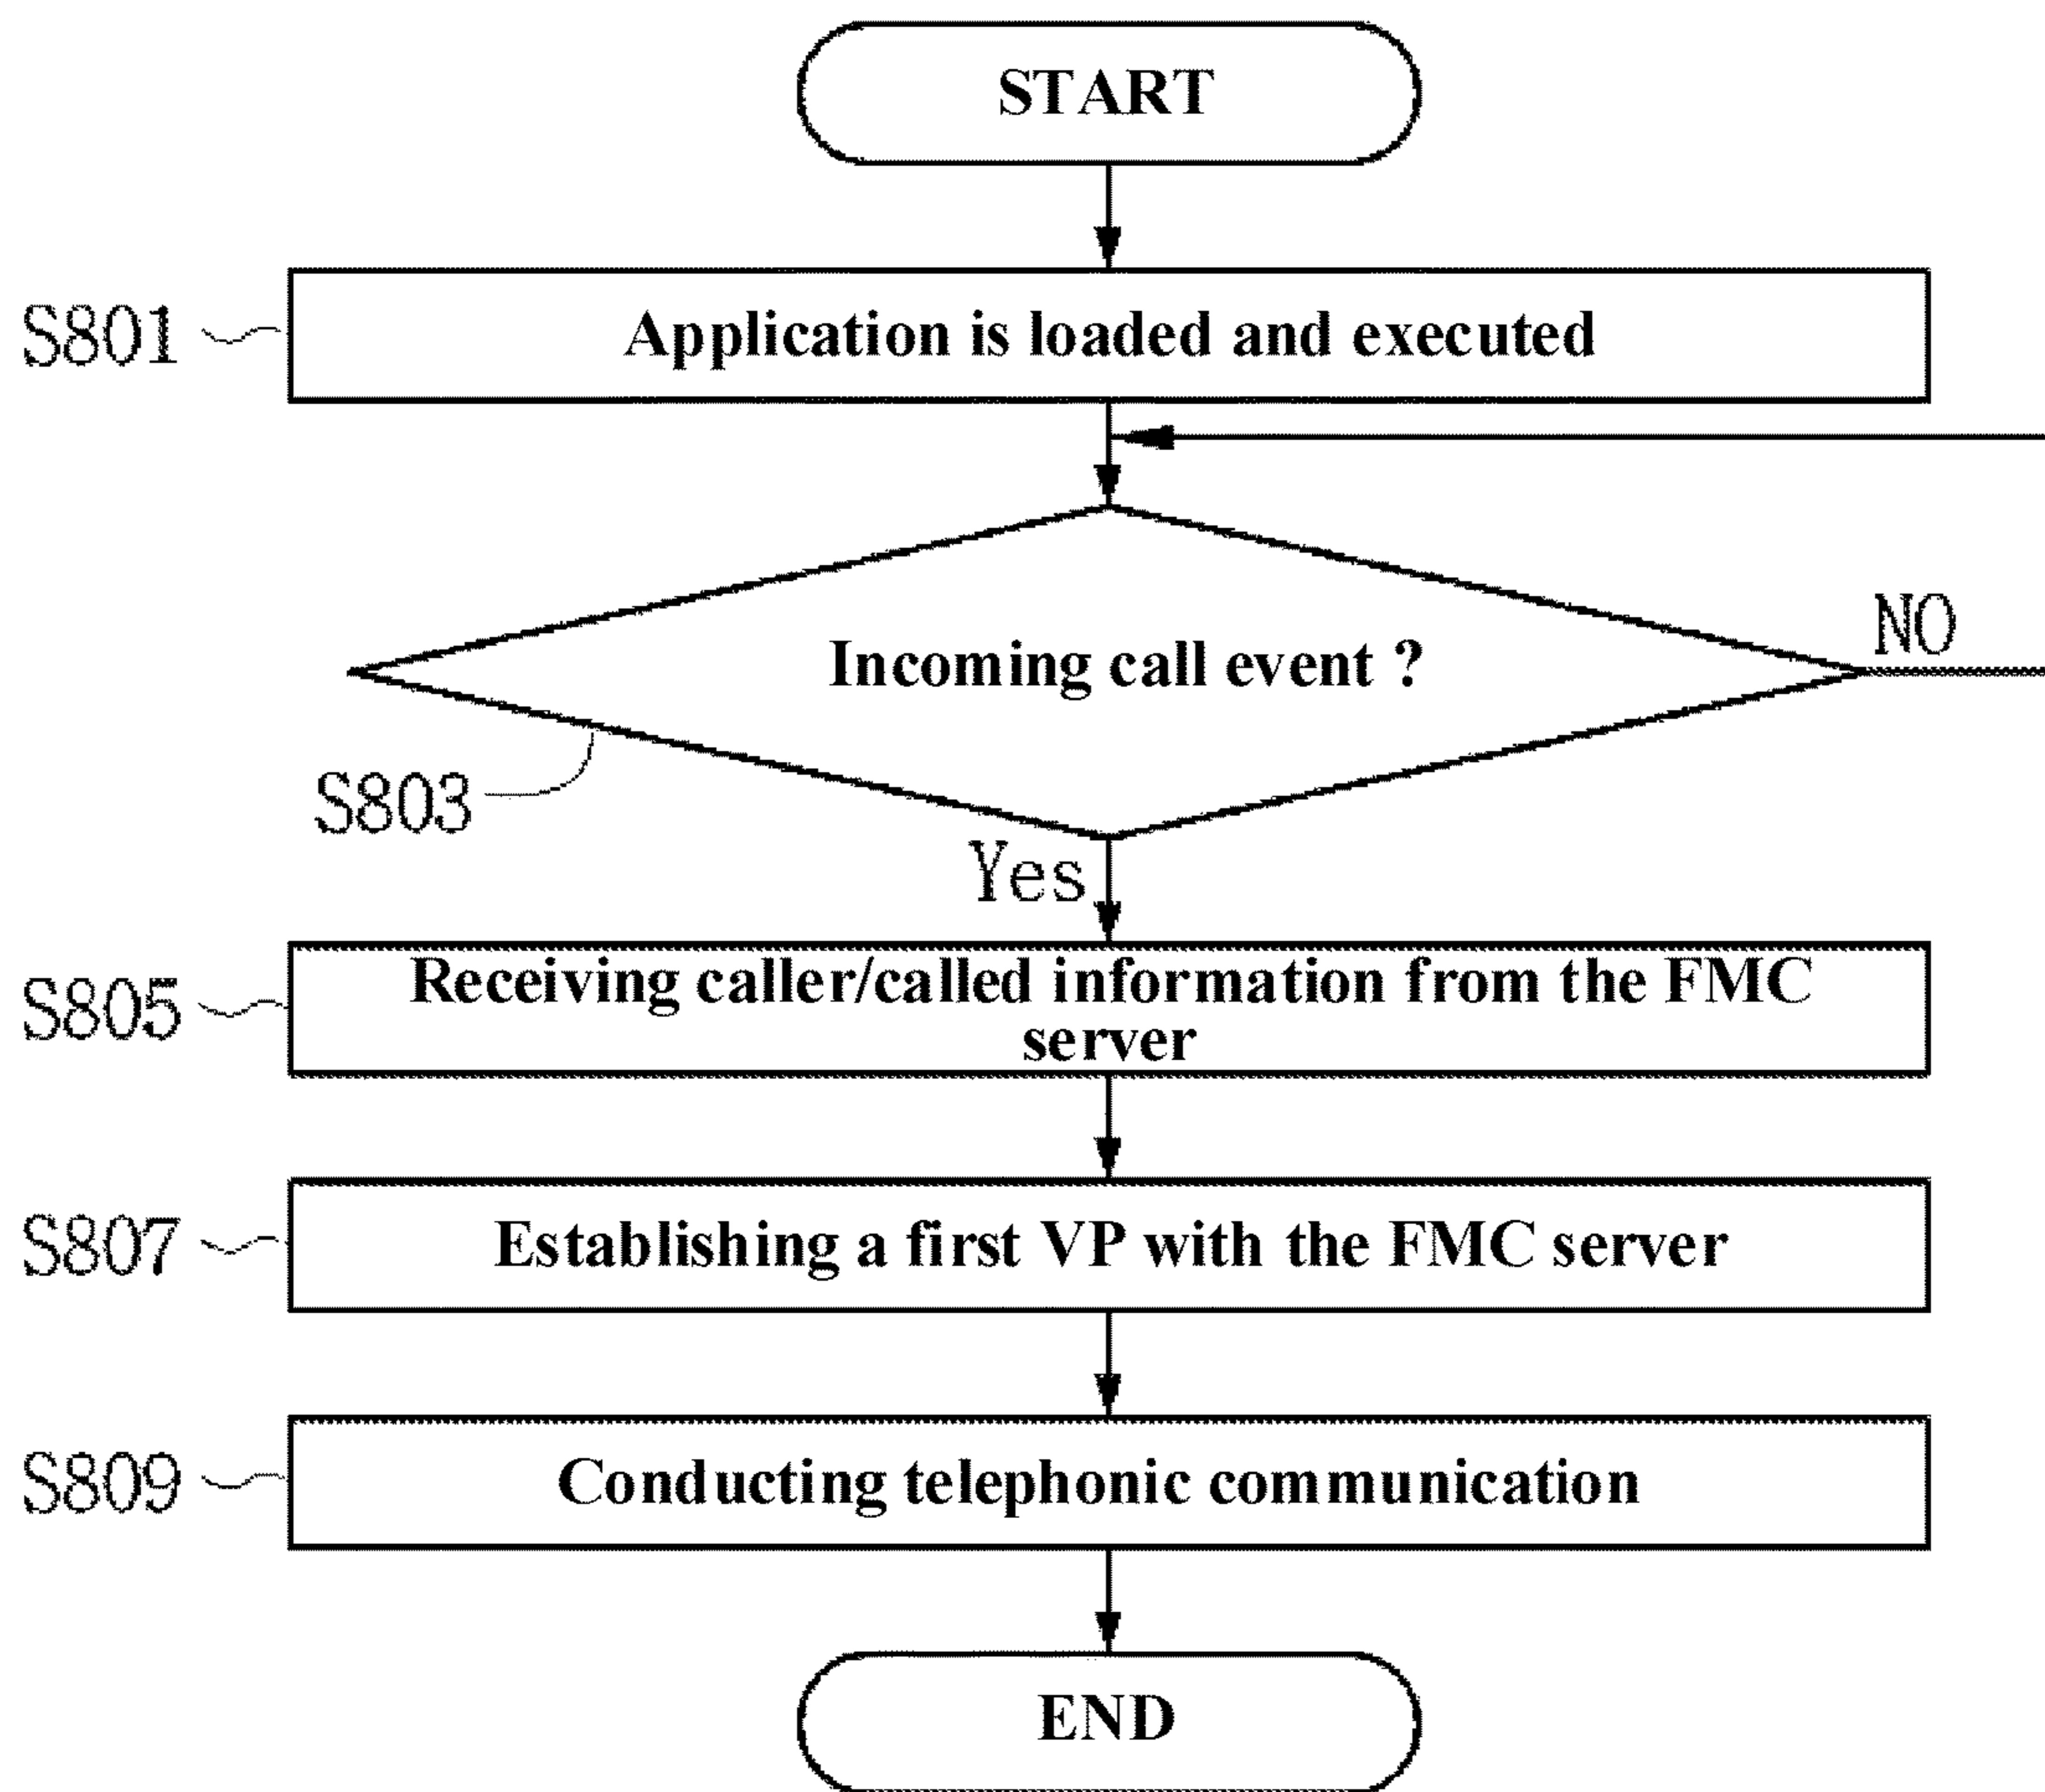 START
S801
Application is loaded and executed
Incoming call event ?
NO
S803
Yes
S805
Receiving caller/called information from the FMC
server
S807
Establishing a first VP with the FMC server
S809
Conducting telephonic communication
END